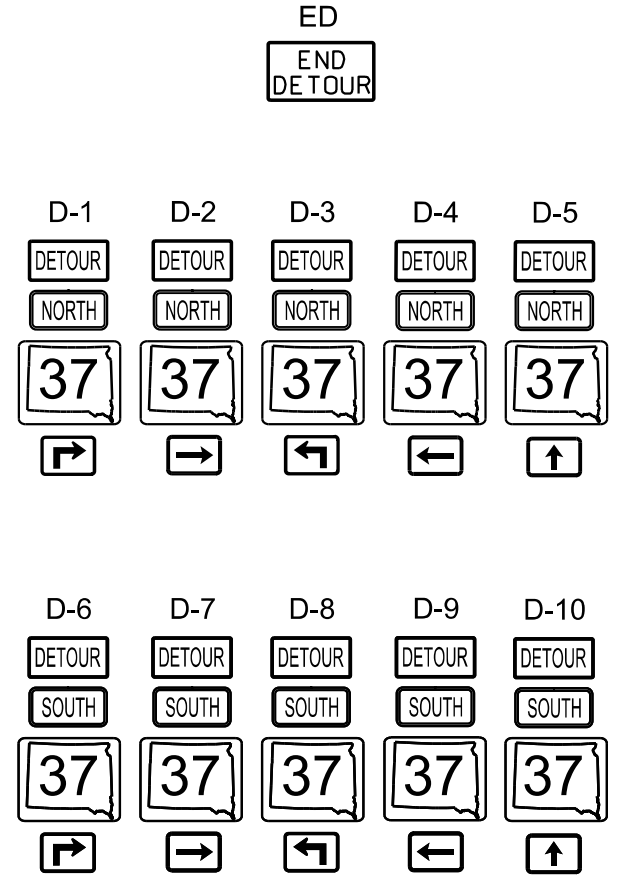 ED
END
DETOUR
D-1 D-2 D-3 D-4 D-5
DETOUR DETOUR DETOUR DETOUR DETOUR
NORTH NORTH NORTH NORTH NORTH
37 37 37 37 37
D-6 D-7 D-8 D-9 D-10
DETOUR DETOUR DETOUR DETOUR DETOUR
SOUTH SOUTH SOUTH SOUTH SOUTH
37 37 37 37 37